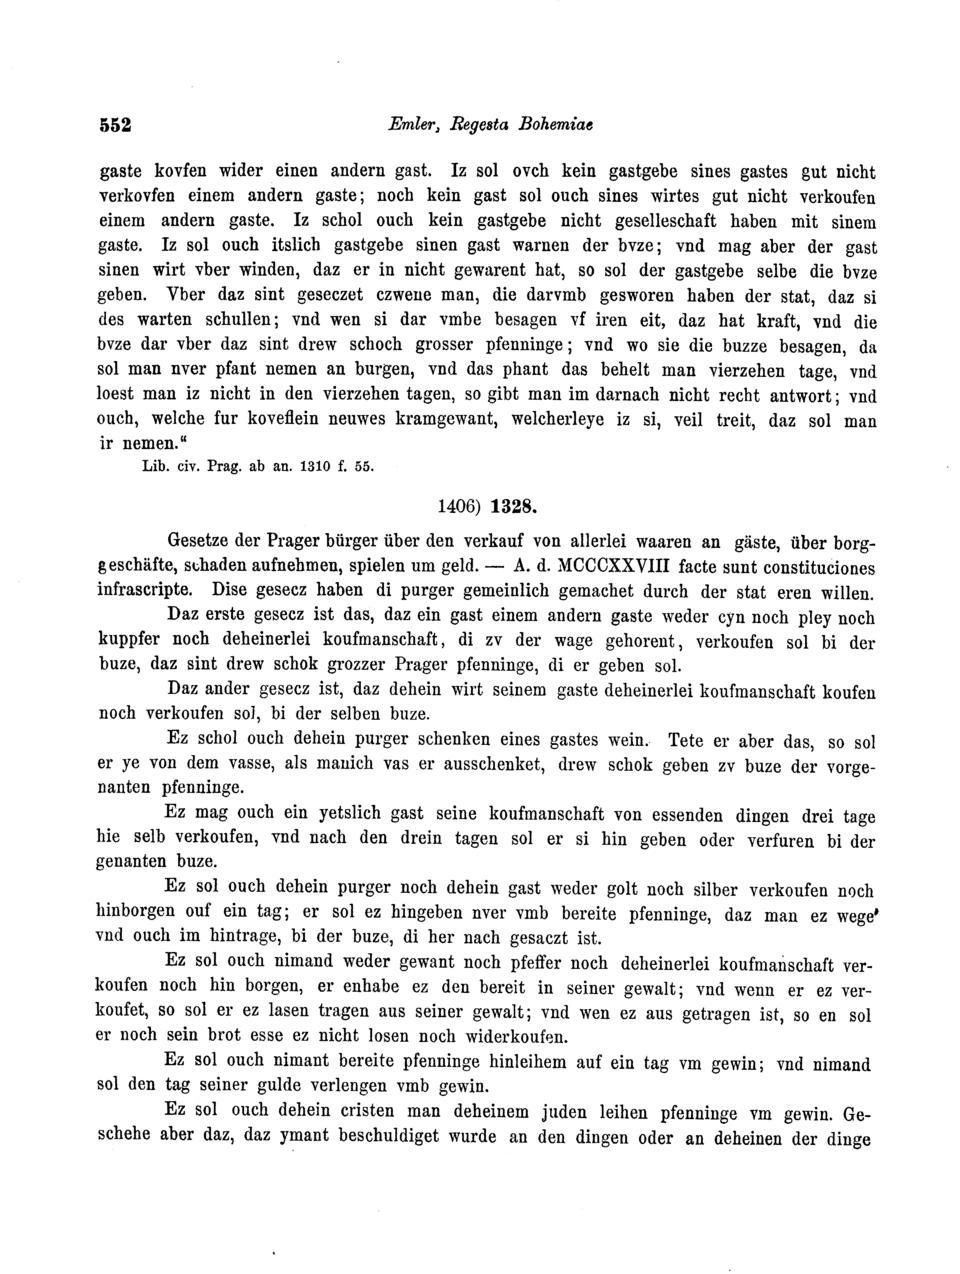 552 Emler, Regesta Bohemiae
gaste kovfen wider einen andern gast. Iz sol ovch kein gastgebe sines gastes gut nicht
verkovfen einem andern gaste; noch kein gast sol ouch sines wirtes gut nicht verkoufen
einem andern gaste. Iz schol ouch kein gastgebe nicht geselleschaft haben mit sinem
gaste. Iz sol ouch itslich gastgebe sinen gast warnen der bvze; vnd mag aber der gast
sinen wirt vber winden, daz er in nicht gewarent hat, so sol der gastgebe selbe die bvze
geben. Vber daz sint geseczet czwene man, die darvmb gesworen haben der stat, daz si
des warten schullen; vnd wen si dar vmbe besagen vf iren eit, daz hat kraft, vnd die
bvze dar vber daz sint drew schoch grosser pfenninge; vnd wo sie die buzze besagen, da
sol man nver pfant nemen an burgen, vnd das phant das behelt man vierzehen tage, vnd
loest man iz nicht in den vierzehen tagen, so gibt man im darnach nicht recht antwort; vnd
ouch, welche fur koveflein neuwes kramgewant, welcherleye iz si, veil treit, daz sol man
ir nemen.“
Lib. civ. Prag. ab an. 1310 f. 55.
1406) 1328.
Gesetze der Prager bürger über den verkauf von allerlei waaren an gäste, über borg-
geschäfte, schaden aufnehmen, spielen um geld. — A. d. MCCCXXVIII facte sunt constituciones
infrascripte. Dise gesecz haben di purger gemeinlich gemachet durch der stat eren willen.
Daz erste gesecz ist das, daz ein gast einem andern gaste weder cyn noch pley noch
kuppfer noch deheinerlei koufmanschaft, di zv der wage gehorent, verkoufen sol bi der
buze, daz sint drew schok grozzer Prager pfenninge, di er geben sol.
Daz ander gesecz ist, daz dehein wirt seinem gaste deheinerlei koufmanschaft koufen
noch verkoufen sol, bi der selben buze.
Ez schol ouch dehein purger schenken eines gastes wein. Tete er aber das, so sol
er ye von dem vasse, als manich vas er ausschenket, drew schok geben zv buze der vorge-
nanten pfenninge.
Ez mag ouch ein yetslich gast seine koufmanschaft von essenden dingen drei tage
hie selb verkoufen, vnd nach den drein tagen sol er si hin geben oder verfuren bi der
genanten buze.
Ez sol ouch dehein purger noch dehein gast weder golt noch silber verkoufen noch
hinborgen ouf ein tag; er sol ez hingeben nver vmb bereite pfenninge, daz man ez wege'
vnd ouch im hintrage, bi der buze, di her nach gesaczt ist.
Ez sol ouch nimand weder gewant noch pfeffer noch deheinerlei koufmanschaft ver-
koufen noch hin borgen, er enhabe ez den bereit in seiner gewalt; vnd wenn er ez ver-
koufet, so sol er ez lasen tragen aus seiner gewalt; vnd wen ez aus getragen ist, so en sol
er noch sein brot esse ez nicht losen noch widerkoufen.
Ez sol ouch nimant bereite pfenninge hinleihem auf ein tag vm gewin; vnd nimand
sol den tag seiner gulde verlengen vmb gewin.
Ez sol ouch dehein cristen man deheinem juden leihen pfenninge vm gewin. Ge-
schehe aber daz, daz ymant beschuldiget wurde an den dingen oder an deheinen der dinge